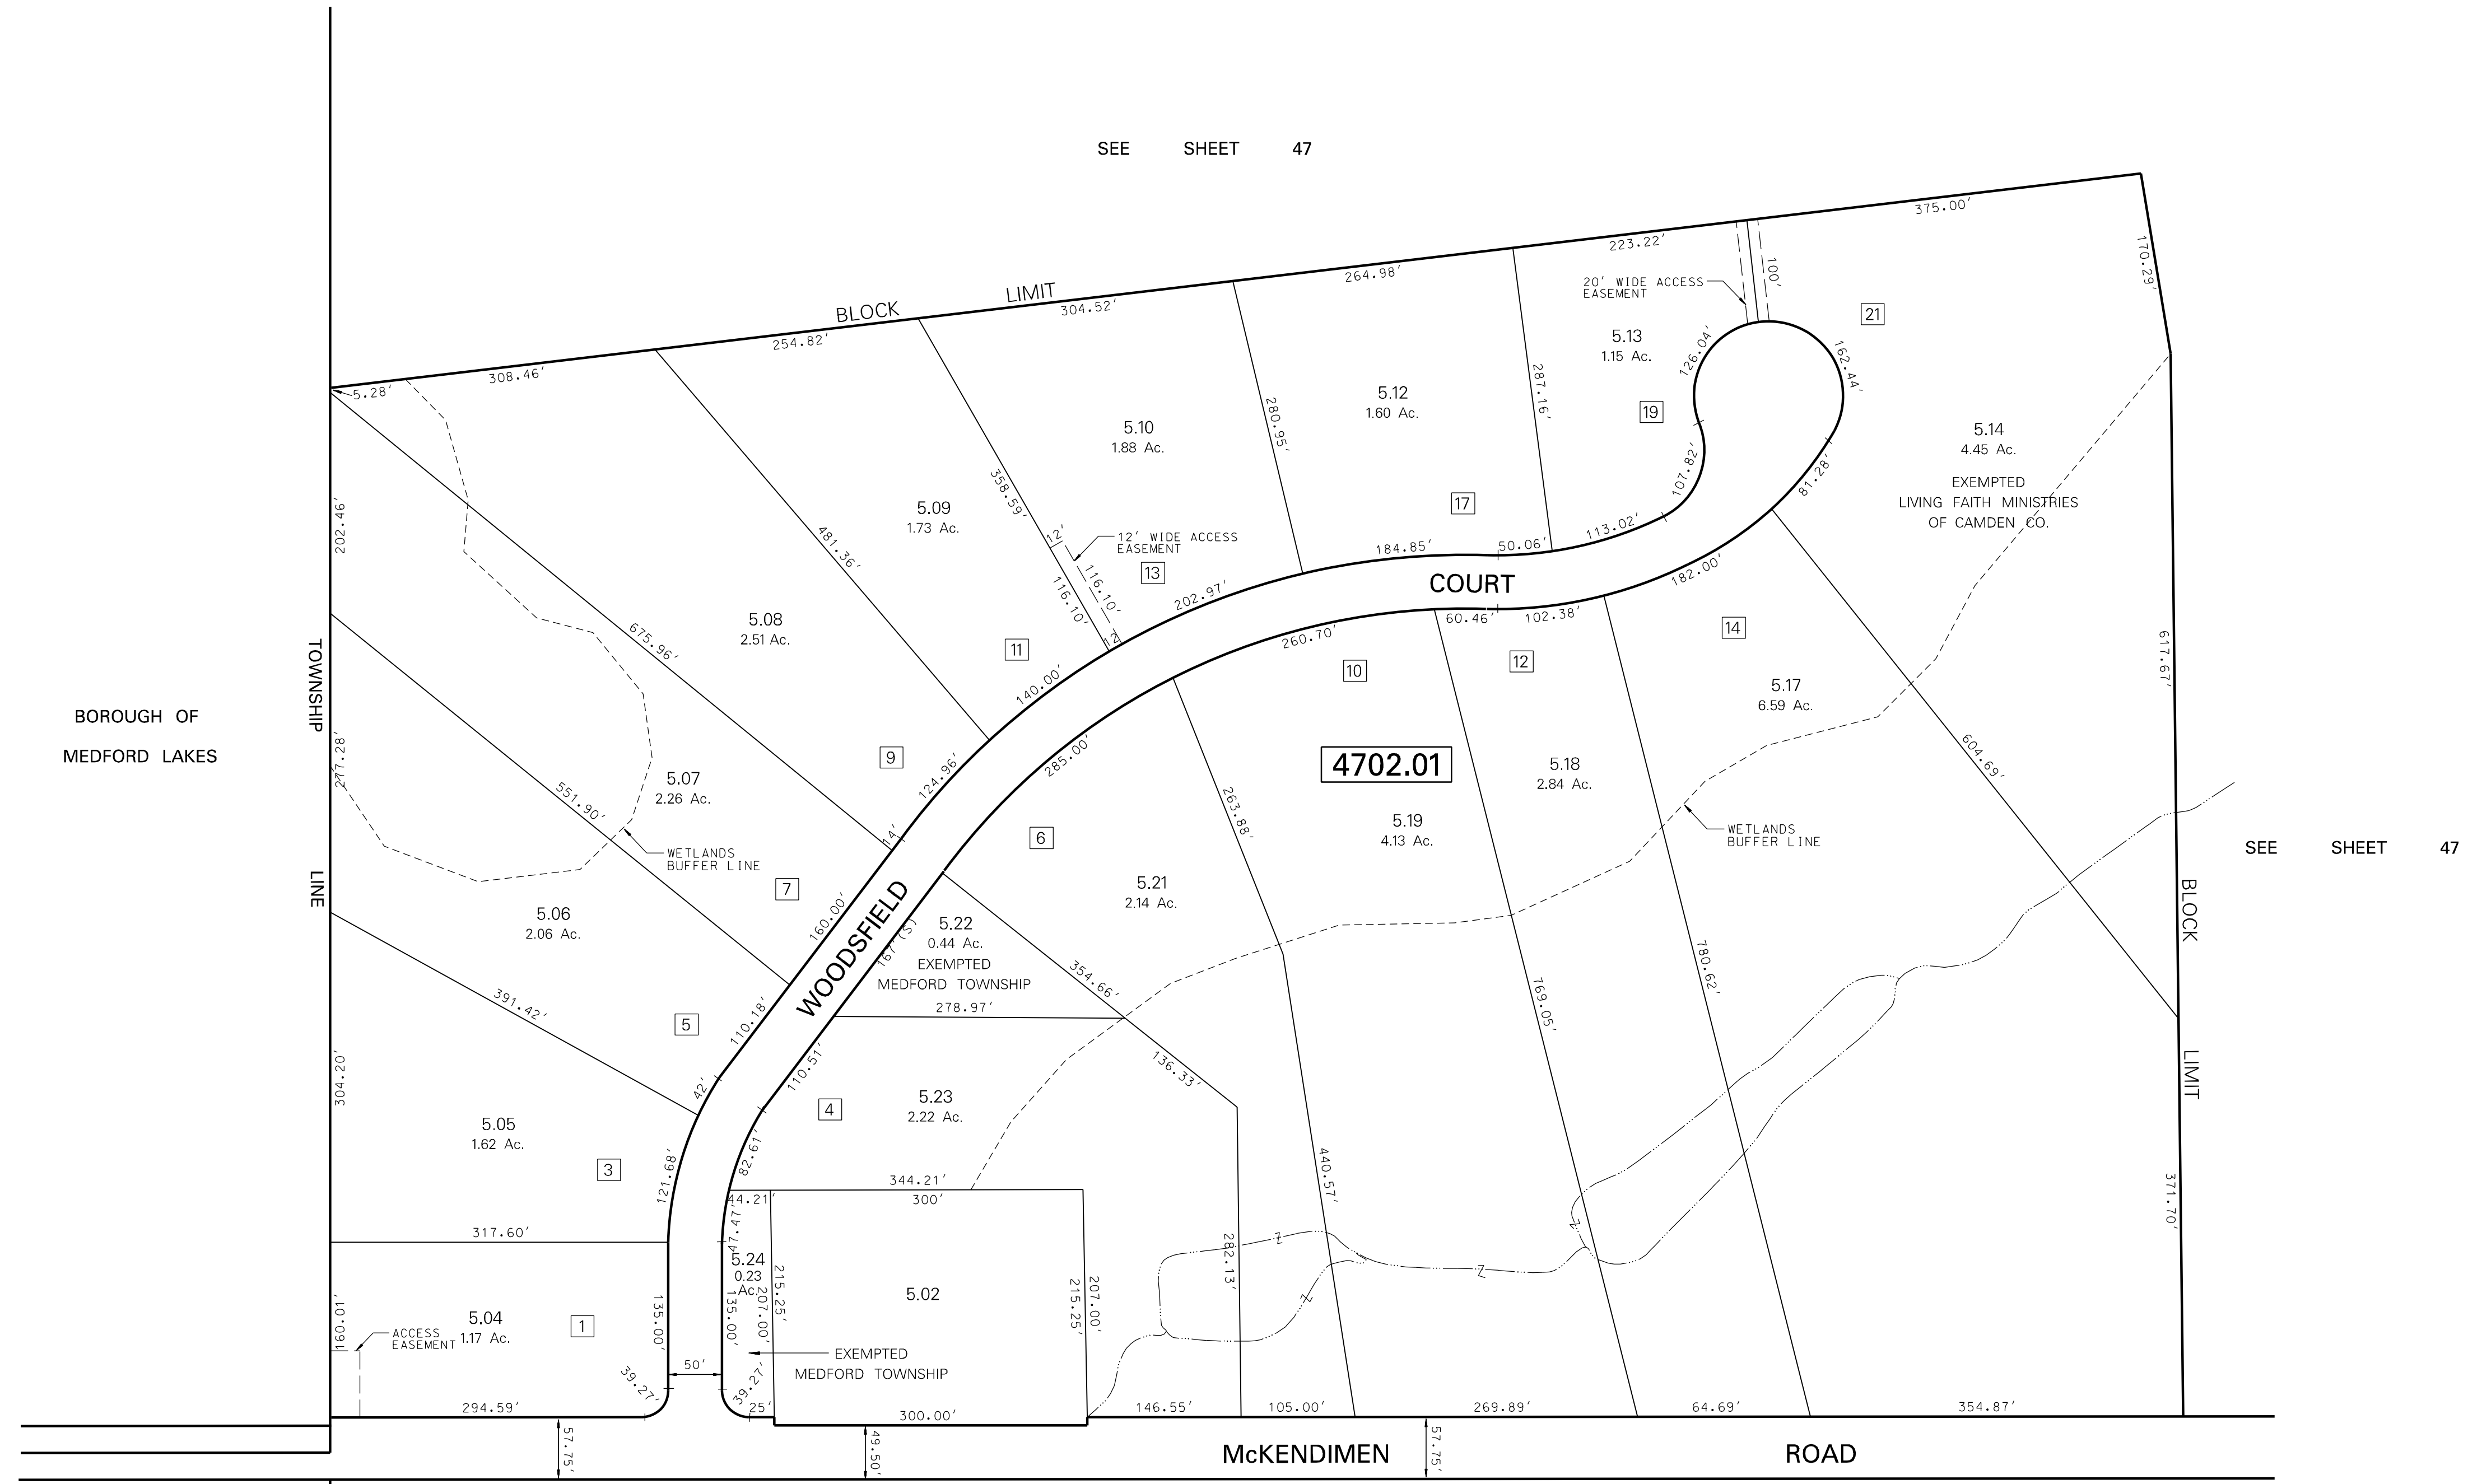 SEE SHEET 47
375.00'
170.29'
223.22'
100'
20' WIDE ACCESS
EASEMENT
264.98'
BLOCK LIMIT
304.52'
254.82'
308.46'
5.28'
21
5.13
1.15 Ac.
126.04'
162.44'
287.16'
5.12
1.60 Ac.
280.95'
19
5.10
1.88 Ac.
5.14
4.45 Ac.
EXEMPTED
LIVING FAITH MINISTRIES
OF CAMDEN CO.
107.82'
81.28'
358.59'
5.09
1.73 Ac.
17
202.46'
481.36'
12'
12' WIDE ACCESS
EASEMENT
113.02'
184.85'
50.06'
13
116.10'
116.10'
202.97'
COURT
182.00'
12'
5.08
2.51 Ac.
675.96'
60.46'
102.38'
260.70'
14
11
10
12
617.67'
TOWNSHIP
LINE
140.00'
5.17
6.59 Ac.
BOROUGH OF
MEDFORD LAKES
277.28'
9
285.00'
604.69'
4702.01
5.18
2.84 Ac.
5.07
2.26 Ac.
124.96'
551.90'
263.88'
5.19
4.13 Ac.
14'
6
WETLANDS
BUFFER LINE
WETLANDS
BUFFER LINE
SEE SHEET 47
7
5.21
2.14 Ac.
BLOCK
LIMIT
160.00'
WOODSFIELD
5.06
2.06 Ac.
5.22
0.44 Ac.
EXEMPTED
MEDFORD TOWNSHIP
167'(S)
354.66'
780.62'
278.97'
769.05'
391.42'
5
110.18'
304.20'
42'
110.51'
136.33'
5.23
2.22 Ac.
4
5.05
1.62 Ac.
3
121.68'
82.61'
440.57'
344.21'
44.21'
300'
371.70'
317.60'
47.47'
282.13'
5.24
0.23
Ac.
215.25'
207.00'
135.00'
135.00'
5.02
215.25'
207.00'
Z
Z
Z
Z
160.01'
5.04
1.17 Ac.
1
ACCESS
EASEMENT
EXEMPTED
MEDFORD TOWNSHIP
50'
39.27'
39.27'
294.59'
25'
300.00'
146.55'
105.00'
269.89'
64.69'
354.87'
57.75'
49.50'
57.75'
McKENDIMEN ROAD